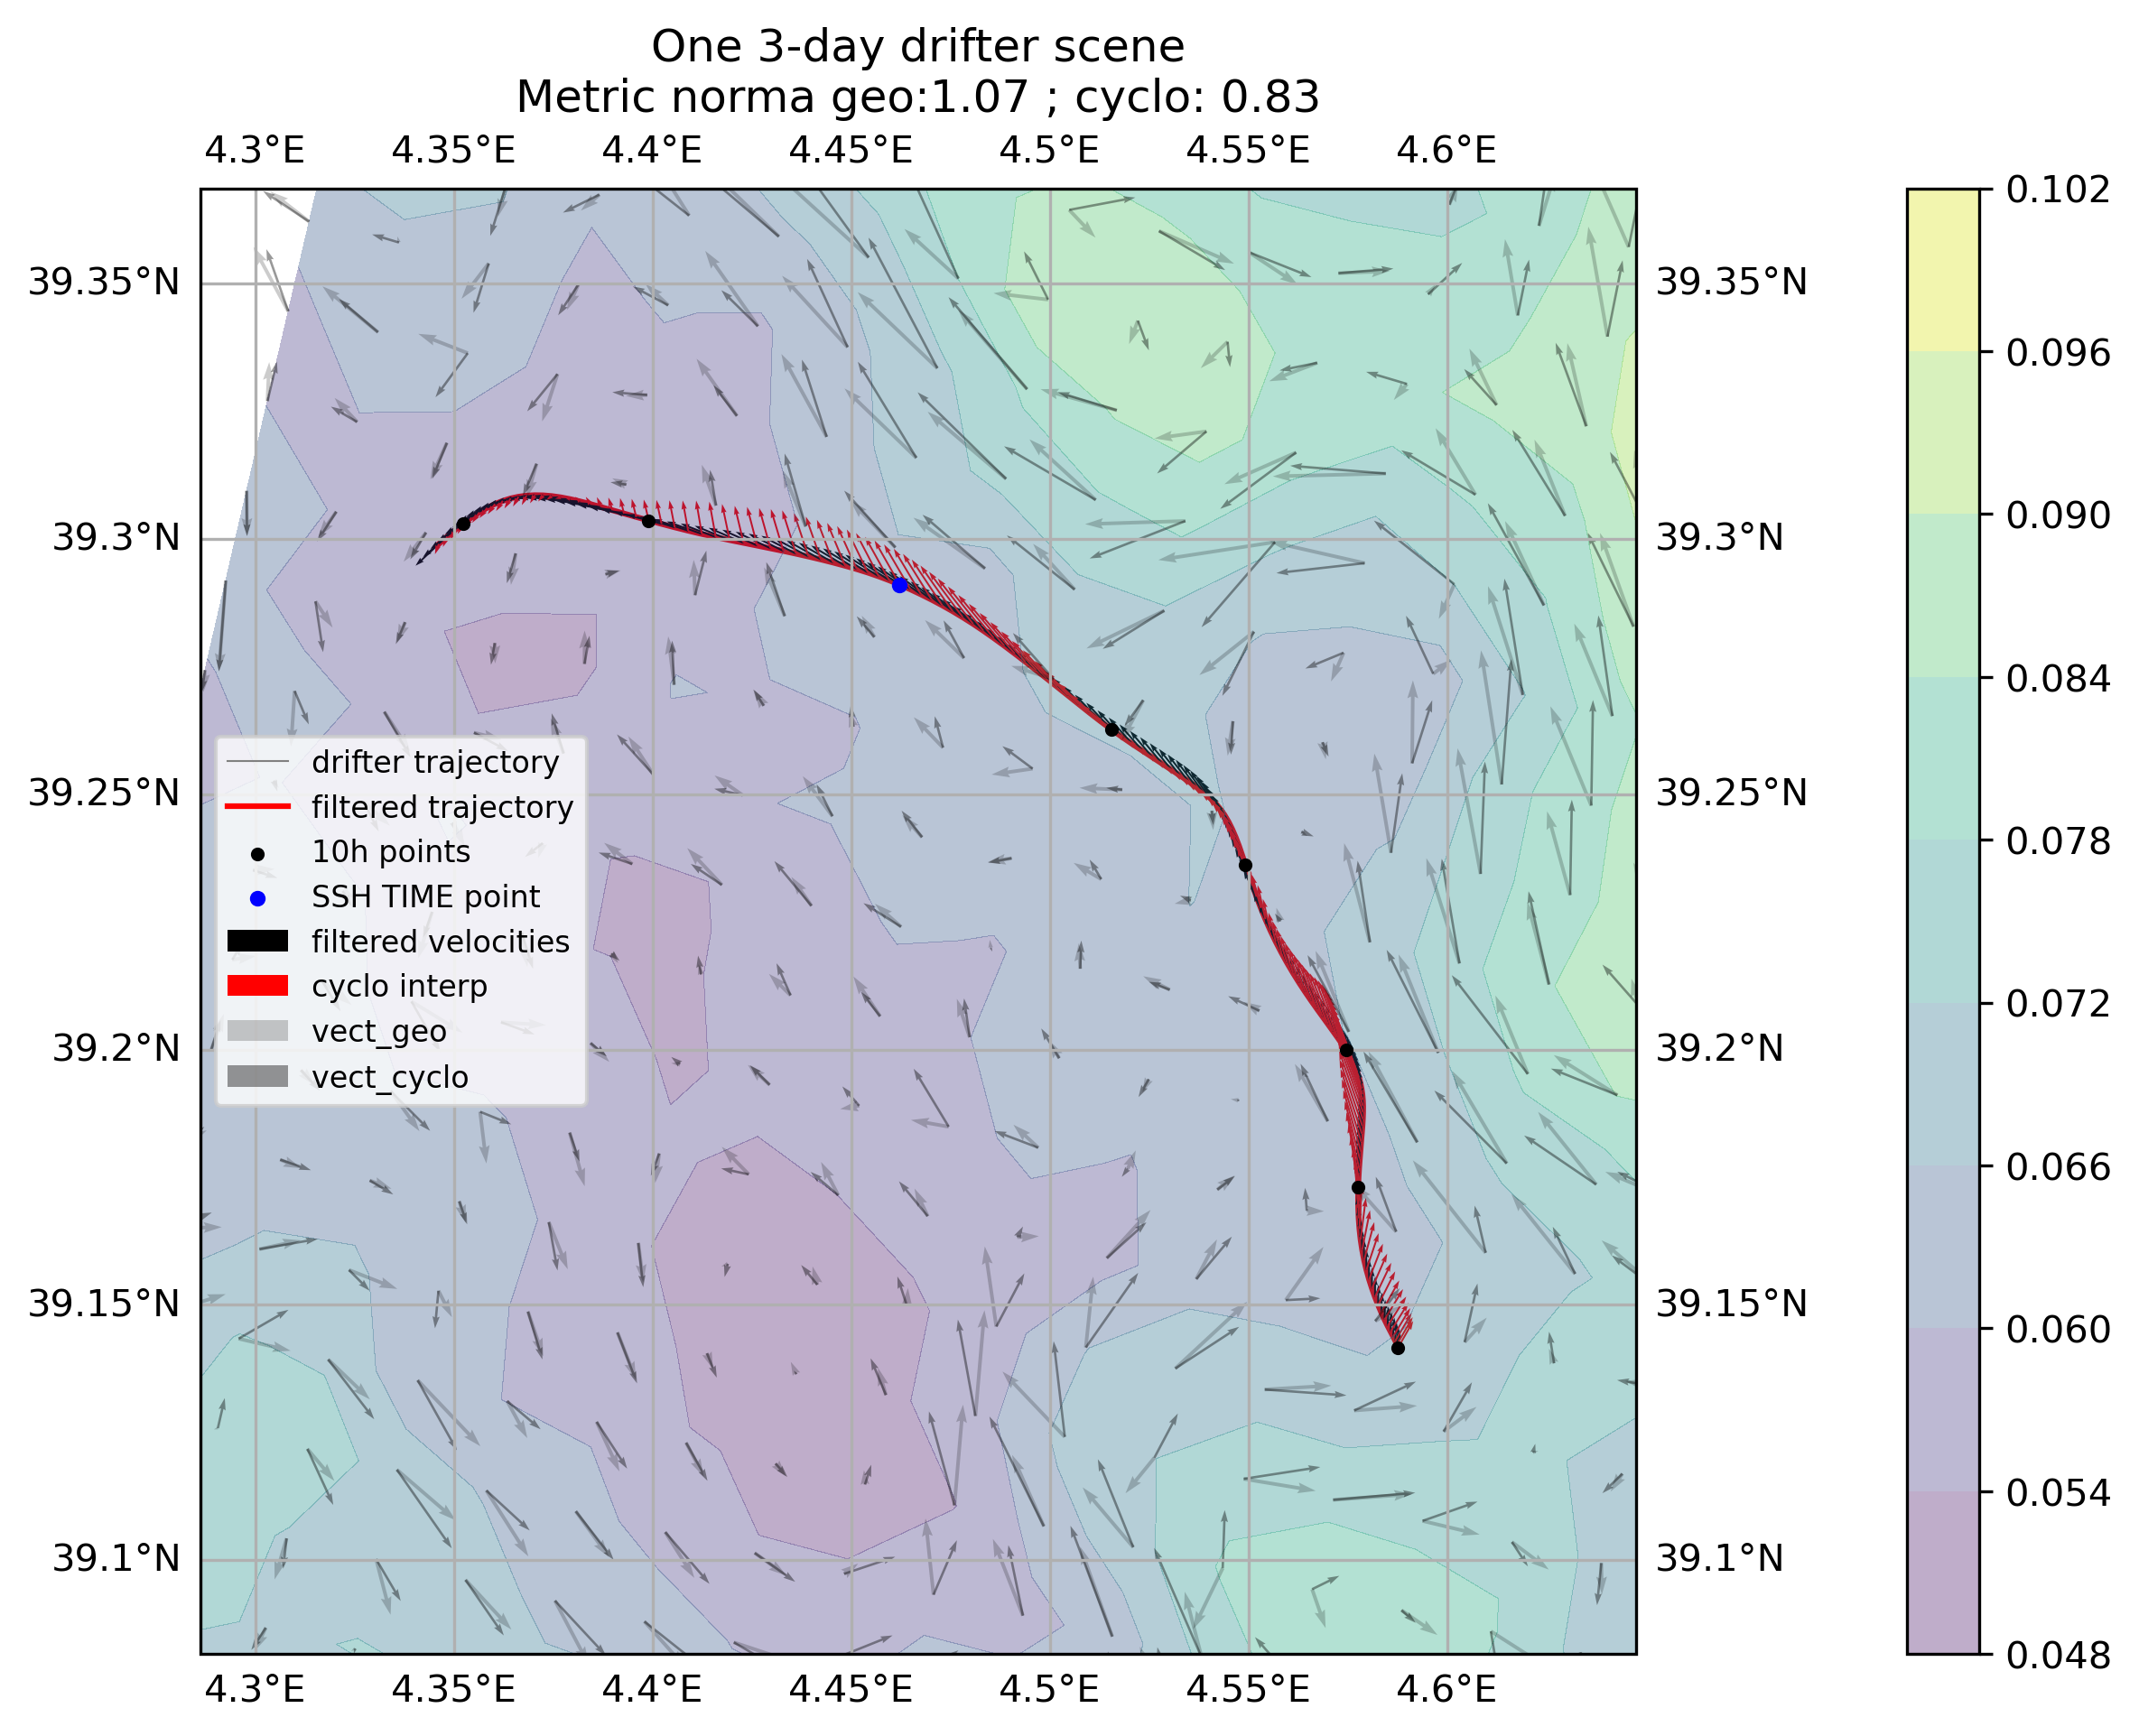 One 3-day drifter scene
Metric norma geo:1.07 ; cyclo: 0.83
4.3°E 4.35°E 4.4°E 4.45°E 4.5°E 4.55°E 4.6°E
39.35°N 39.35°N
39.3°N 39.3°N
39.25°N 39.25°N
39.2°N 39.2°N
39.15°N 39.15°N
39.1°N 39.1°N
drifter trajectory
filtered trajectory
10h points
SSH TIME point
filtered velocities
cyclo interp
vect_geo
vect_cyclo
4.3°E 4.35°E 4.4°E 4.45°E 4.5°E 4.55°E 4.6°E
0.102
0.096
0.090
0.084
0.078
0.072
0.066
0.060
0.054
0.048